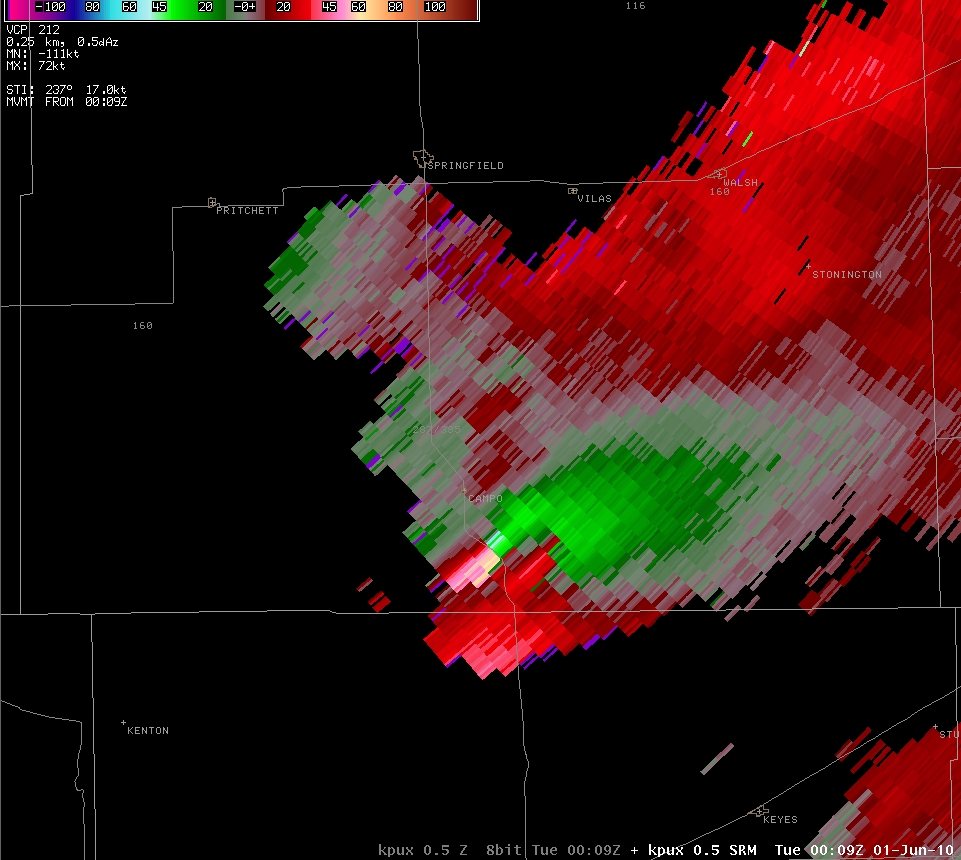 -100 80 60 45 20 -0+ 20 45 60 80 100
116
VCP 212
0.25 km, 0.5dAz
MN: -111kt
MX: 72kt
STI: 237° 17.0kt
MVMT FROM 00:09Z
SPRINGFIELD
WALSH
160
VILAS
PRITCHETT
STONINGTON
160
CAMPO
KENTON
STU
KEYES
kpux 0.5 Z 8bit Tue 00:09Z + kpux 0.5 SRM Tue 00:09Z 01-Jun-10